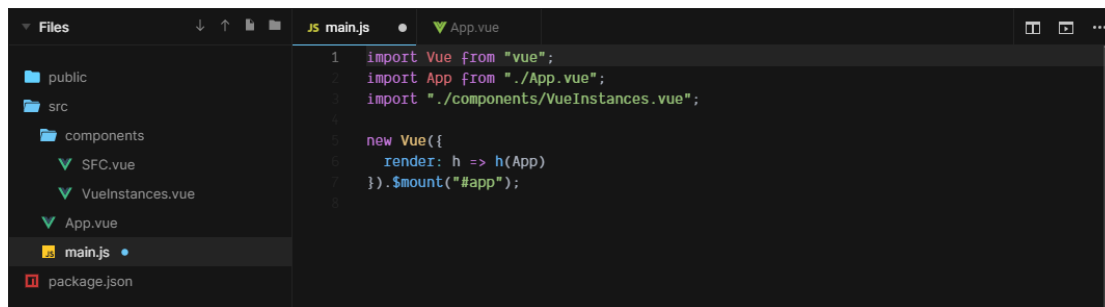 Files
public
src
components
SFC.vue
VueInstances.vue
App.vue
JS main.js
package.json
JS main.js
App.vue
1 import Vue from "vue";
2 import App from "./App.vue";
3 import "./components/VueInstances.vue";
4
5 new Vue({
6 render: h => h(App)
7 }).$mount("#app");
8